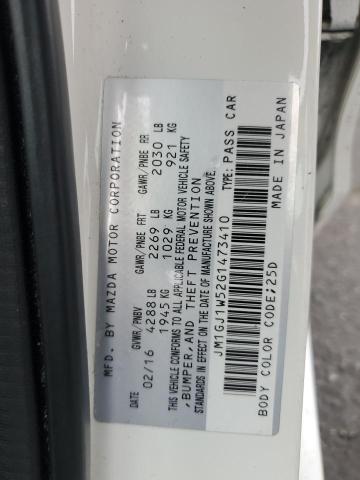 MFD. BY MAZDA MOTOR CORPORATION
DATE GVWR/PNBV GAWR/PNBE FRT GAWR/PNBE RR
02/16 4288 LB 2269 LB 2030 LB
1945 KG 1029 KG 921 KG
THIS VEHICLE CONFORMS TO ALL APPLICABLE FEDERAL MOTOR VEHICLE SAFETY
, BUMPER, AND THEFT PREVENTION
STANDARDS IN EFFECT ON THE DATE OF MANUFACTURE SHOWN ABOVE.
JM1GJ1W52G1473410 TYPE: PASS CAR
BODY COLOR CODE;25D MADE IN JAPAN